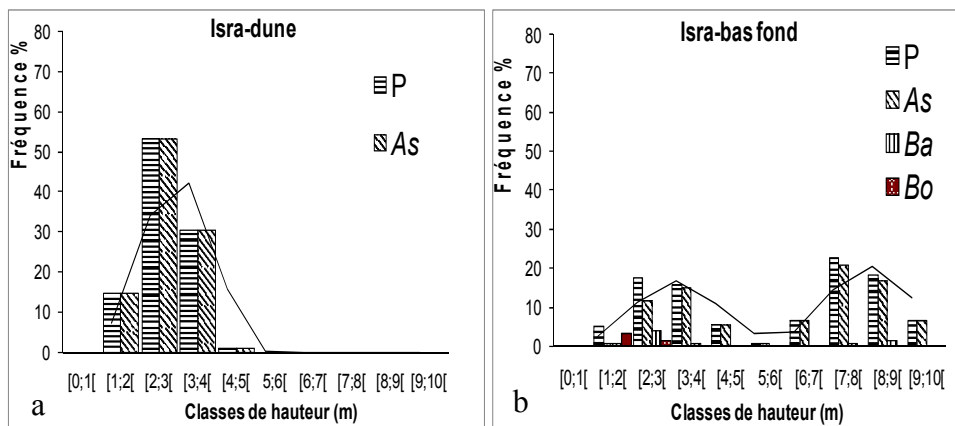 Isra-dune
Fréquence %
80
70
60
50
40
30
20
10
0
P
As
[0;1[ [1;2[ [2;3[ [3;4[ [4;5[ 5;6[ [6;7[ [7;8[ [8;9[ [9;10[
Classes de hauteur (m)
a
Isra-bas fond
Fréquence %
80
70
60
50
40
30
20
10
0
P
As
Ba
Bo
[0;1[ [1;2[ [2;3[ [3;4[ [4;5[ 5;6[ [6;7[ [7;8[ [8;9[ [9;10[
Classes de hauteur (m)
b